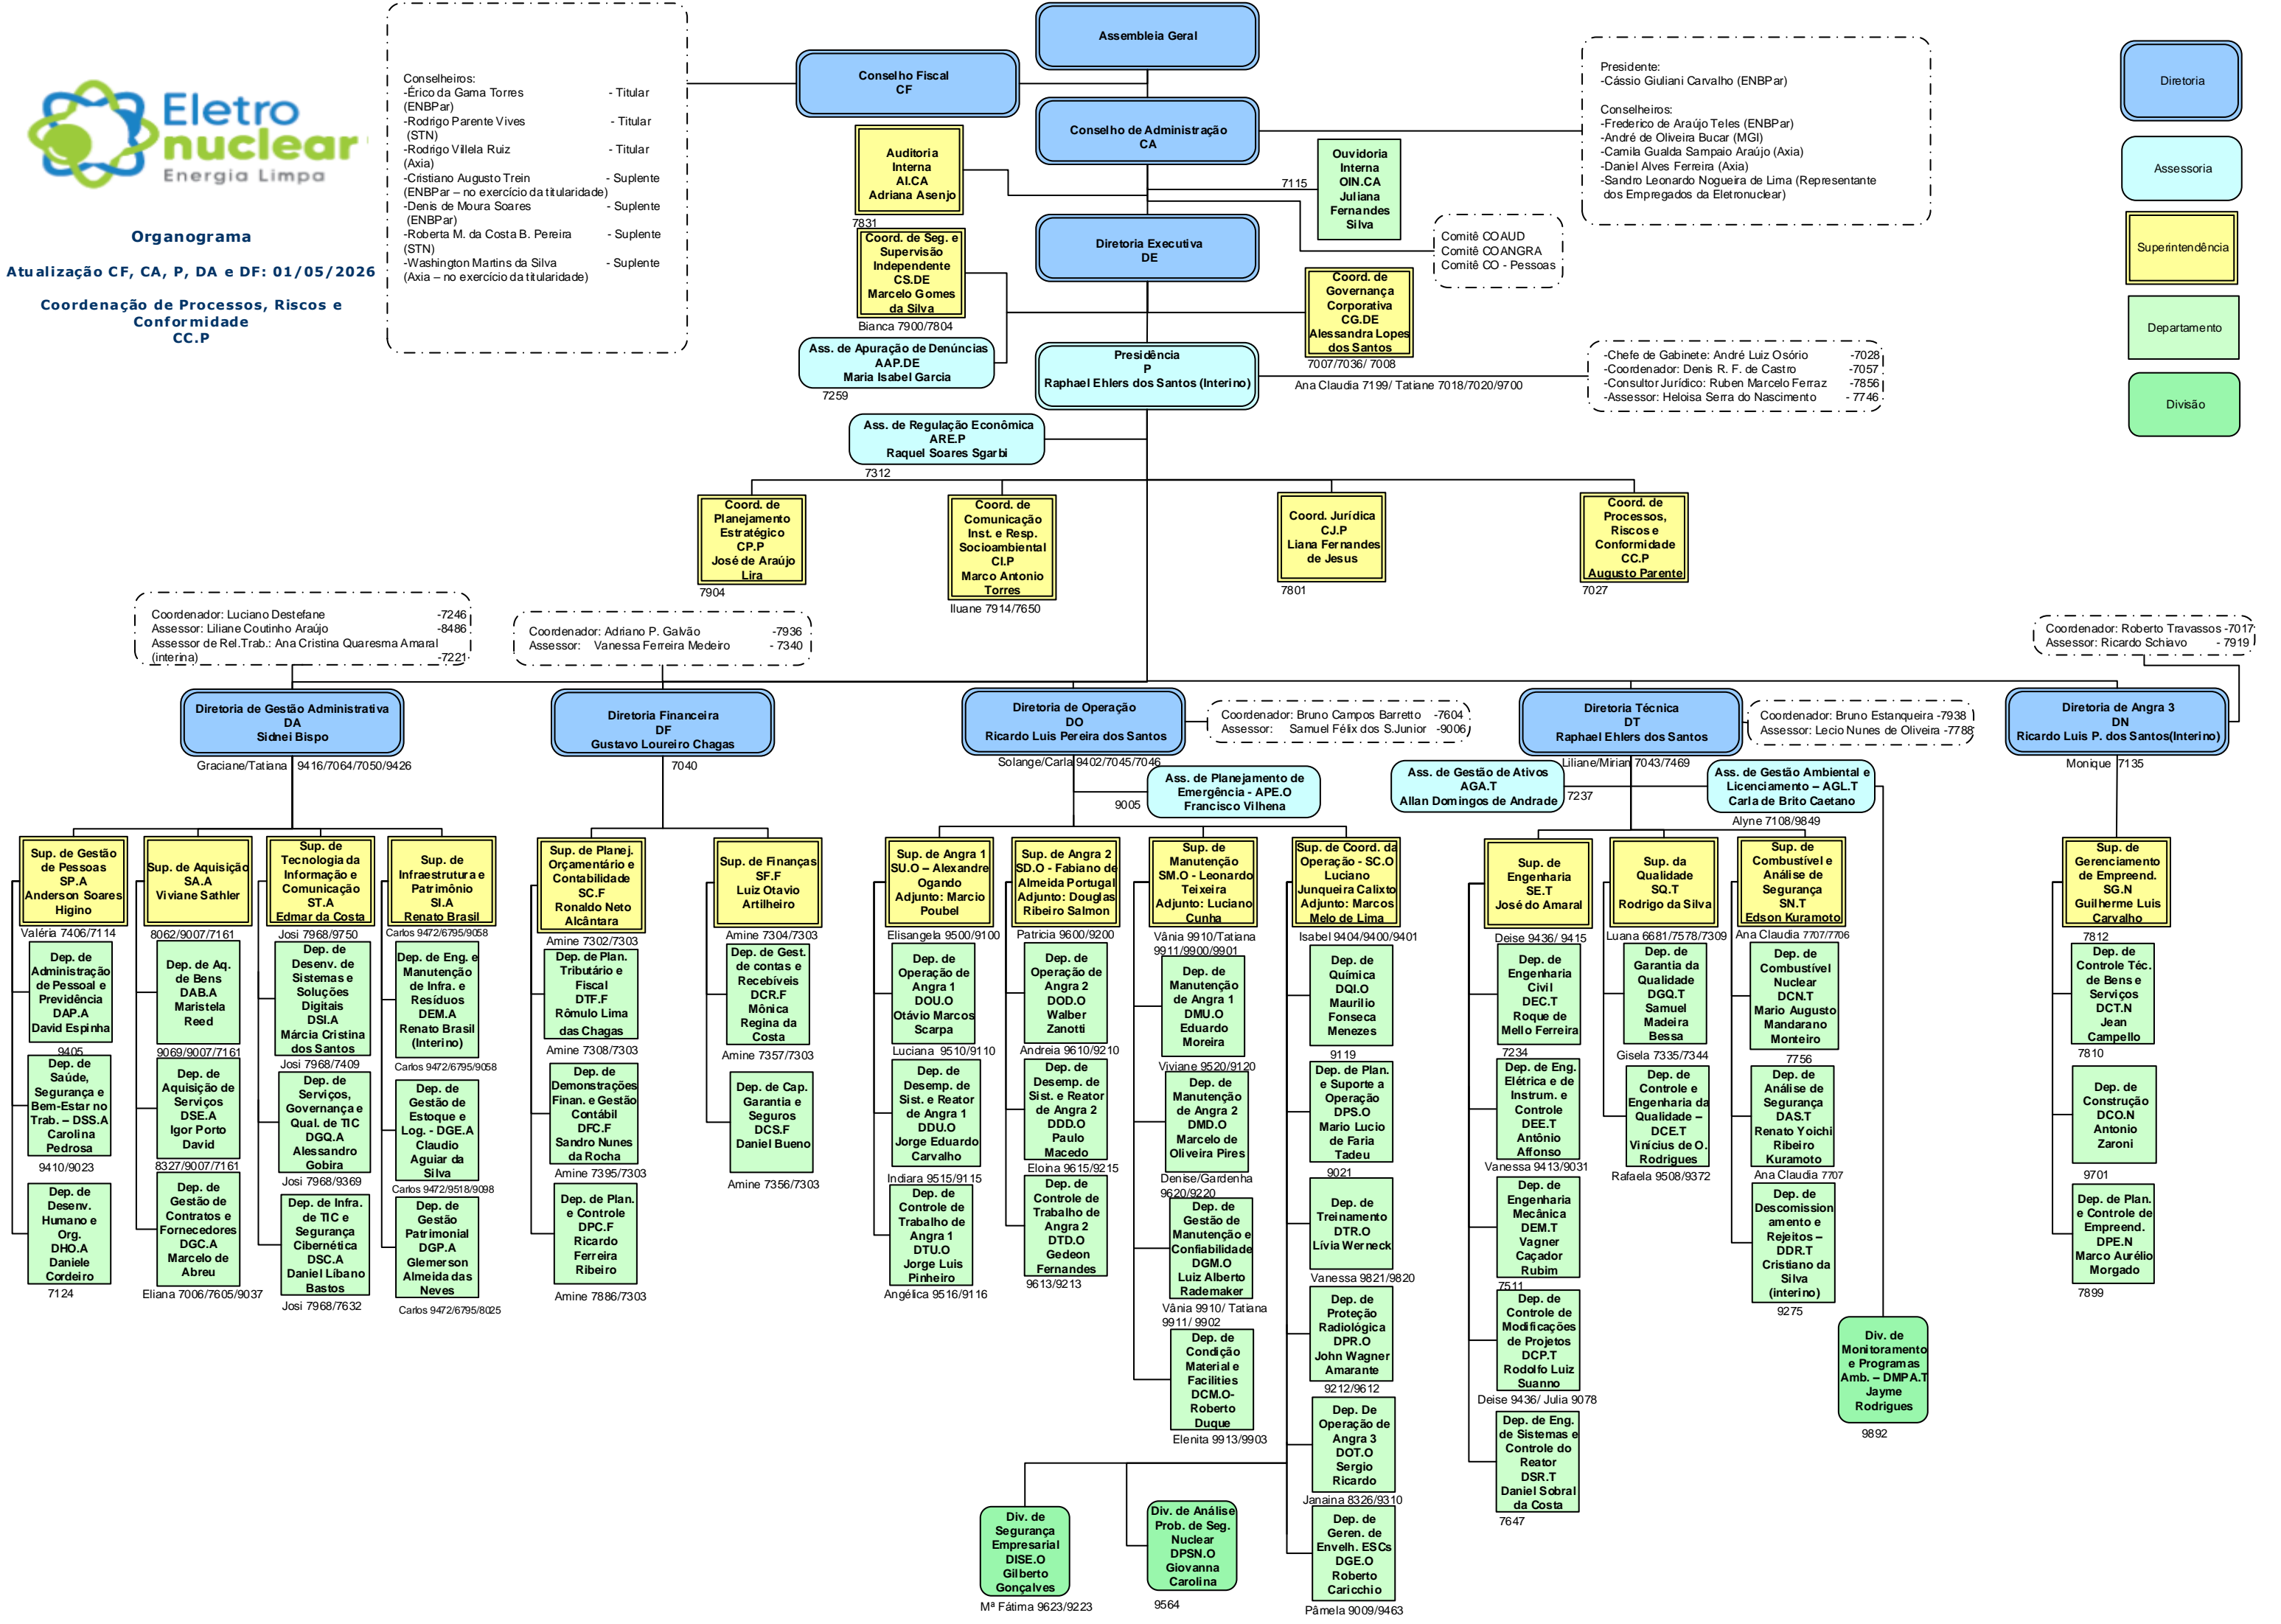 Eletro
nuclear
Energia Limpa
Organograma
Atualização CF, CA, P, DA e DF: 01/05/2026
Coordenação de Processos, Riscos e
Conformidade
CC.P
Conselheiros:
-Érico da Gama Torres - Titular
(ENBPar)
-Rodrigo Parente Vives - Titular
(STN)
-Rodrigo Villela Ruiz - Titular
(Axia)
-Cristiano Augusto Trein - Suplente
(ENBPar – no exercício da titularidade)
-Denis de Moura Soares - Suplente
(ENBPar)
-Roberta M. da Costa B. Pereira - Suplente
(STN)
-Washington Martins da Silva - Suplente
(Axia – no exercício da titularidade)
Assembleia Geral
Conselho Fiscal
CF
Conselho de Administração
CA
Presidente:
-Cássio Giuliani Carvalho (ENBPar)
Conselheiros:
-Frederico de Araújo Teles (ENBPar)
-André de Oliveira Bucar (MGI)
-Camila Gualda Sampaio Araújo (Axia)
-Daniel Alves Ferreira (Axia)
-Sandro Leonardo Nogueira de Lima (Representante
dos Empregados da Eletronuclear)
Diretoria
Assessoria
Superintendência
Departamento
Divisão
Auditoria
Interna
AI.CA
Adriana Asenjo
7831
Ouvidoria
Interna
OIN.CA
Juliana
Fernandes
Silva
7115
Comitê COAUD
Comitê COANGRA
Comitê CO - Pessoas
Diretoria Executiva
DE
Coord. de Seg. e
Supervisão
Independente
CS.DE
Marcelo Gomes
da Silva
Bianca 7900/7804
Coord. de
Governança
Corporativa
CG.DE
Alessandra Lopes
dos Santos
7007/7036/ 7008
Ass. de Apuração de Denúncias
AAP.DE
Maria Isabel Garcia
7259
Presidência
P
Raphael Ehlers dos Santos (Interino)
Ana Claudia 7199/ Tatiane 7018/7020/9700
-Chefe de Gabinete: André Luiz Osório -7028
-Coordenador: Denis R. F. de Castro -7057
-Consultor Jurídico: Ruben Marcelo Ferraz -7856
-Assessor: Heloisa Serra do Nascimento - 7746
Ass. de Regulação Econômica
ARE.P
Raquel Soares Sgarbi
7312
Coord. de
Planejamento
Estratégico
CP.P
José de Araújo
Lira
7904
Coord. de
Comunicação
Inst. e Resp.
Socioambiental
CI.P
Marco Antonio
Torres
Iluane 7914/7650
Coord. Jurídica
CJ.P
Liana Fernandes
de Jesus
7801
Coord. de
Processos,
Riscos e
Conformidade
CC.P
Augusto Parente
7027
Coordenador: Luciano Destefane -7246
Assessor: Liliane Coutinho Araújo -8486
Assessor de Rel.Trab.: Ana Cristina Quaresma Amaral
(interina) -7221
Coordenador: Adriano P. Galvão -7936
Assessor: Vanessa Ferreira Medeiro - 7340
Coordenador: Roberto Travassos -7017
Assessor: Ricardo Schiavo - 7919
Diretoria de Gestão Administrativa
DA
Sidnei Bispo
Graciane/Tatiana 9416/7064/7050/9426
Diretoria Financeira
DF
Gustavo Loureiro Chagas
7040
Diretoria de Operação
DO
Ricardo Luis Pereira dos Santos
Solange/Carla 9402/7045/7046
Coordenador: Bruno Campos Barretto -7604
Assessor: Samuel Félix dos S.Junior -9006
Diretoria Técnica
DT
Raphael Ehlers dos Santos
Liliane/Mirian 7043/7469
Coordenador: Bruno Estanqueira -7938
Assessor: Lecio Nunes de Oliveira -7788
Diretoria de Angra 3
DN
Ricardo Luis P. dos Santos(Interino)
Monique 7135
Ass. de Planejamento de
Emergência - APE.O
Francisco Vilhena
9005
Ass. de Gestão de Ativos
AGA.T
Allan Domingos de Andrade
7237
Ass. de Gestão Ambiental e
Licenciamento – AGL.T
Carla de Brito Caetano
Alyne 7108/9849
Sup. de Gestão
de Pessoas
SP.A
Anderson Soares
Higino
Valéria 7406/7114
Dep. de
Administração
de Pessoal e
Previdência
DAP.A
David Espinha
9405
Dep. de
Saúde,
Segurança e
Bem-Estar no
Trab. – DSS.A
Carolina
Pedrosa
9410/9023
Dep. de
Desenv.
Humano e
Org.
DHO.A
Daniele
Cordeiro
7124
Sup. de Aquisição
SA.A
Viviane Sathler
8062/9007/7161
Dep. de Aq.
de Bens
DAB.A
Maristela
Reed
9069/9007/7161
Dep. de
Aquisição de
Serviços
DSE.A
Igor Porto
David
8327/9007/7161
Dep. de
Gestão de
Contratos e
Fornecedores
DGC.A
Marcelo de
Abreu
Eliana 7006/7605/9037
Sup. de
Tecnologia da
Informação e
Comunicação
ST.A
Edmar da Costa
Josi 7968/9750
Dep. de
Desenv. de
Sistemas e
Soluções
Digitais
DSI.A
Márcia Cristina
dos Santos
Josi 7968/7409
Dep. de
Serviços,
Governança e
Qual. de TIC
DGQ.A
Alessandro
Gobira
Josi 7968/9369
Dep. de Infra.
de TIC e
Segurança
Cibernética
DSC.A
Daniel Líbano
Bastos
Josi 7968/7632
Sup. de
Infraestrutura e
Patrimônio
SI.A
Renato Brasil
Carlos 9472/6795/9058
Dep. de Eng. e
Manutenção
de Infra. e
Resíduos
DEM.A
Renato Brasil
(Interino)
Carlos 9472/6795/9058
Dep. de
Gestão de
Estoque e
Log. - DGE.A
Claudio
Aguiar da
Silva
Carlos 9472/9518/9098
Dep. de
Gestão
Patrimonial
DGP.A
Glemerson
Almeida das
Neves
Carlos 9472/6795/8025
Sup. de Planej.
Orçamentário e
Contabilidade
SC.F
Ronaldo Neto
Alcântara
Amine 7302/7303
Dep. de Plan.
Tributário e
Fiscal
DTF.F
Rômulo Lima
das Chagas
Amine 7308/7303
Dep. de
Demonstrações
Finan. e Gestão
Contábil
DFC.F
Sandro Nunes
da Rocha
Amine 7395/7303
Dep. de Plan.
e Controle
DPC.F
Ricardo
Ferreira
Ribeiro
Amine 7886/7303
Sup. de Finanças
SF.F
Luiz Otavio
Artilheiro
Amine 7304/7303
Dep. de Gest.
de contas e
Recebíveis
DCR.F
Mônica
Regina da
Costa
Amine 7357/7303
Dep. de Cap.
Garantia e
Seguros
DCS.F
Daniel Bueno
Amine 7356/7303
Sup. de Angra 1
SU.O – Alexandre
Ogando
Adjunto: Marcio
Poubel
Elisangela 9500/9100
Dep. de
Operação de
Angra 1
DOU.O
Otávio Marcos
Scarpa
Luciana 9510/9110
Dep. de
Desemp. de
Sist. e Reator
de Angra 1
DDU.O
Jorge Eduardo
Carvalho
Indiara 9515/9115
Dep. de
Controle de
Trabalho de
Angra 1
DTU.O
Jorge Luis
Pinheiro
Angélica 9516/9116
Sup. de Angra 2
SD.O - Fabiano de
Almeida Portugal
Adjunto: Douglas
Ribeiro Salmon
Patricia 9600/9200
Dep. de
Operação de
Angra 2
DOD.O
Walber
Zanotti
Andreia 9610/9210
Dep. de
Desemp. de
Sist. e Reator
de Angra 2
DDD.O
Paulo
Macedo
Eloina 9615/9215
Dep. de
Controle de
Trabalho de
Angra 2
DTD.O
Gedeon
Fernandes
9613/9213
Sup. de
Manutenção
SM.O - Leonardo
Teixeira
Adjunto: Luciano
Cunha
Vânia 9910/Tatiana
9911/9900/9901
Dep. de
Manutenção
de Angra 1
DMU.O
Eduardo
Moreira
Viviane 9520/9120
Dep. de
Manutenção
de Angra 2
DMD.O
Marcelo de
Oliveira Pires
Denise/Gardenha
9620/9220
Dep. de
Gestão de
Manutenção e
Confiabilidade
DGM.O
Luiz Alberto
Rademaker
Vânia 9910/ Tatiana
9911/ 9902
Dep. de
Condição
Material e
Facilities
DCM.O-
Roberto
Duque
Elenita 9913/9903
Sup. de Coord. da
Operação - SC.O
Luciano
Junqueira Calixto
Adjunto: Marcos
Melo de Lima
Isabel 9404/9400/9401
Dep. de
Química
DQI.O
Maurilio
Fonseca
Menezes
9119
Dep. de Plan.
e Suporte a
Operação
DPS.O
Mario Lucio
de Faria
Tadeu
9021
Dep. de
Treinamento
DTR.O
Lívia Werneck
Vanessa 9821/9820
Dep. de
Proteção
Radiológica
DPR.O
John Wagner
Amarante
9212/9612
Dep. De
Operação de
Angra 3
DOT.O
Sergio
Ricardo
Janaina 8326/9310
Dep. de
Geren. de
Envelh. ESCs
DGE.O
Roberto
Caricchio
Pâmela 9009/9463
Div. de
Segurança
Empresarial
DISE.O
Gilberto
Gonçalves
Mª Fátima 9623/9223
Div. de Análise
Prob. de Seg.
Nuclear
DPSN.O
Giovanna
Carolina
9564
Sup. de
Engenharia
SE.T
José do Amaral
Deise 9436/ 9415
Dep. de
Engenharia
Civil
DEC.T
Roque de
Mello Ferreira
7234
Dep. de Eng.
Elétrica e de
Instrum. e
Controle
DEE.T
Antônio
Affonso
Vanessa 9413/9031
Dep. de
Engenharia
Mecânica
DEM.T
Vagner
Caçador
Rubim
7511
Dep. de
Controle de
Modificações
de Projetos
DCP.T
Rodolfo Luiz
Suanno
Deise 9436/ Julia 9078
Dep. de Eng.
de Sistemas e
Controle do
Reator
DSR.T
Daniel Sobral
da Costa
7647
Sup. da
Qualidade
SQ.T
Rodrigo da Silva
Luana 6681/7578/7309
Dep. de
Garantia da
Qualidade
DGQ.T
Samuel
Madeira
Bessa
Gisela 7335/7344
Dep. de
Controle e
Engenharia da
Qualidade –
DCE.T
Vinícius de O.
Rodrigues
Rafaela 9508/9372
Sup. de
Combustível e
Análise de
Segurança
SN.T
Edson Kuramoto
Ana Claudia 7707/7706
Dep. de
Combustível
Nuclear
DCN.T
Mario Augusto
Mandarano
Monteiro
7756
Dep. de
Análise de
Segurança
DAS.T
Renato Yoichi
Ribeiro
Kuramoto
Ana Claudia 7707
Dep. de
Descomission
amento e
Rejeitos –
DDR.T
Cristiano da
Silva
(interino)
9275
Div. de
Monitoramento
e Programas
Amb. – DMPA.T
Jayme
Rodrigues
9892
Sup. de
Gerenciamento
de Empreend.
SG.N
Guilherme Luis
Carvalho
7812
Dep. de
Controle Téc.
de Bens e
Serviços
DCT.N
Jean
Campello
7810
Dep. de
Construção
DCO.N
Antonio
Zaroni
9701
Dep. de Plan.
e Controle de
Empreend.
DPE.N
Marco Aurélio
Morgado
7899